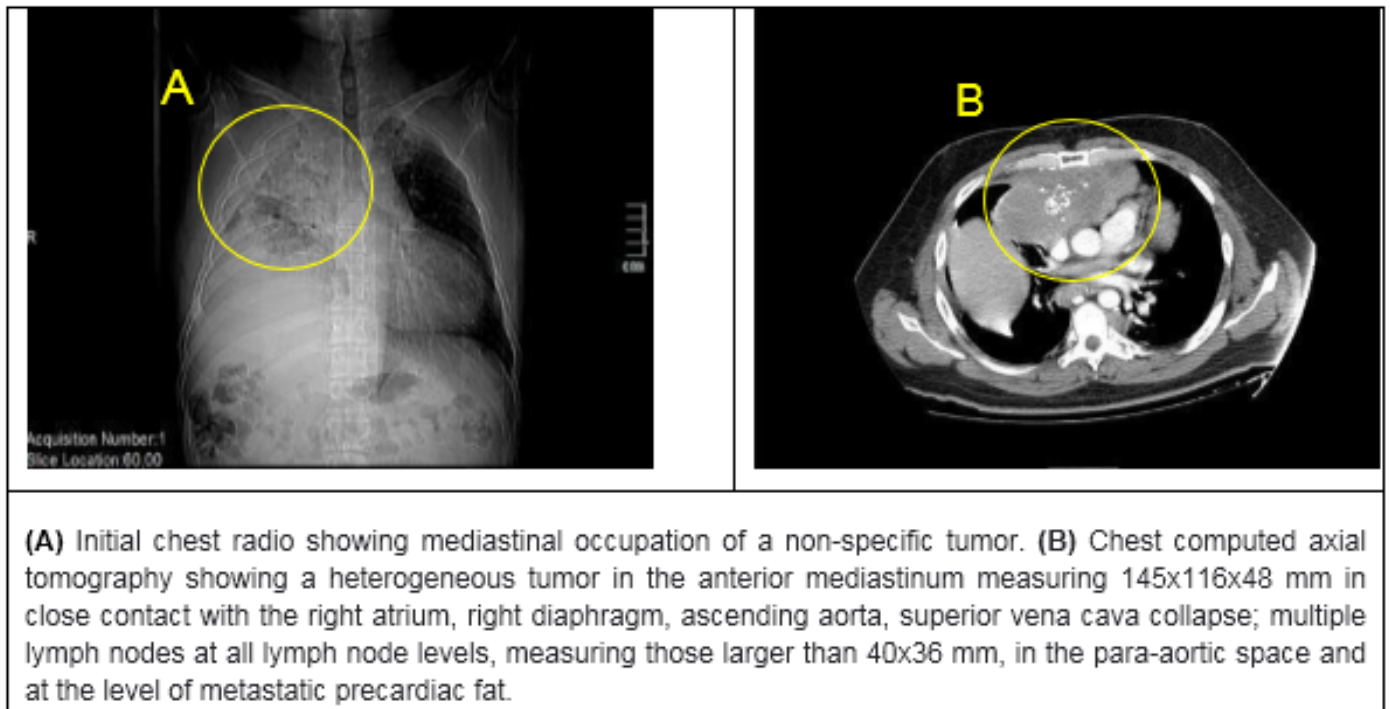 A
B
R
cm
Acquisition Number:1
Slice Location:60.00
(A) Initial chest radio showing mediastinal occupation of a non-specific tumor. (B) Chest computed axial
tomography showing a heterogeneous tumor in the anterior mediastinum measuring 145x116x48 mm in
close contact with the right atrium, right diaphragm, ascending aorta, superior vena cava collapse; multiple
lymph nodes at all lymph node levels, measuring those larger than 40x36 mm, in the para-aortic space and
at the level of metastatic precardiac fat.